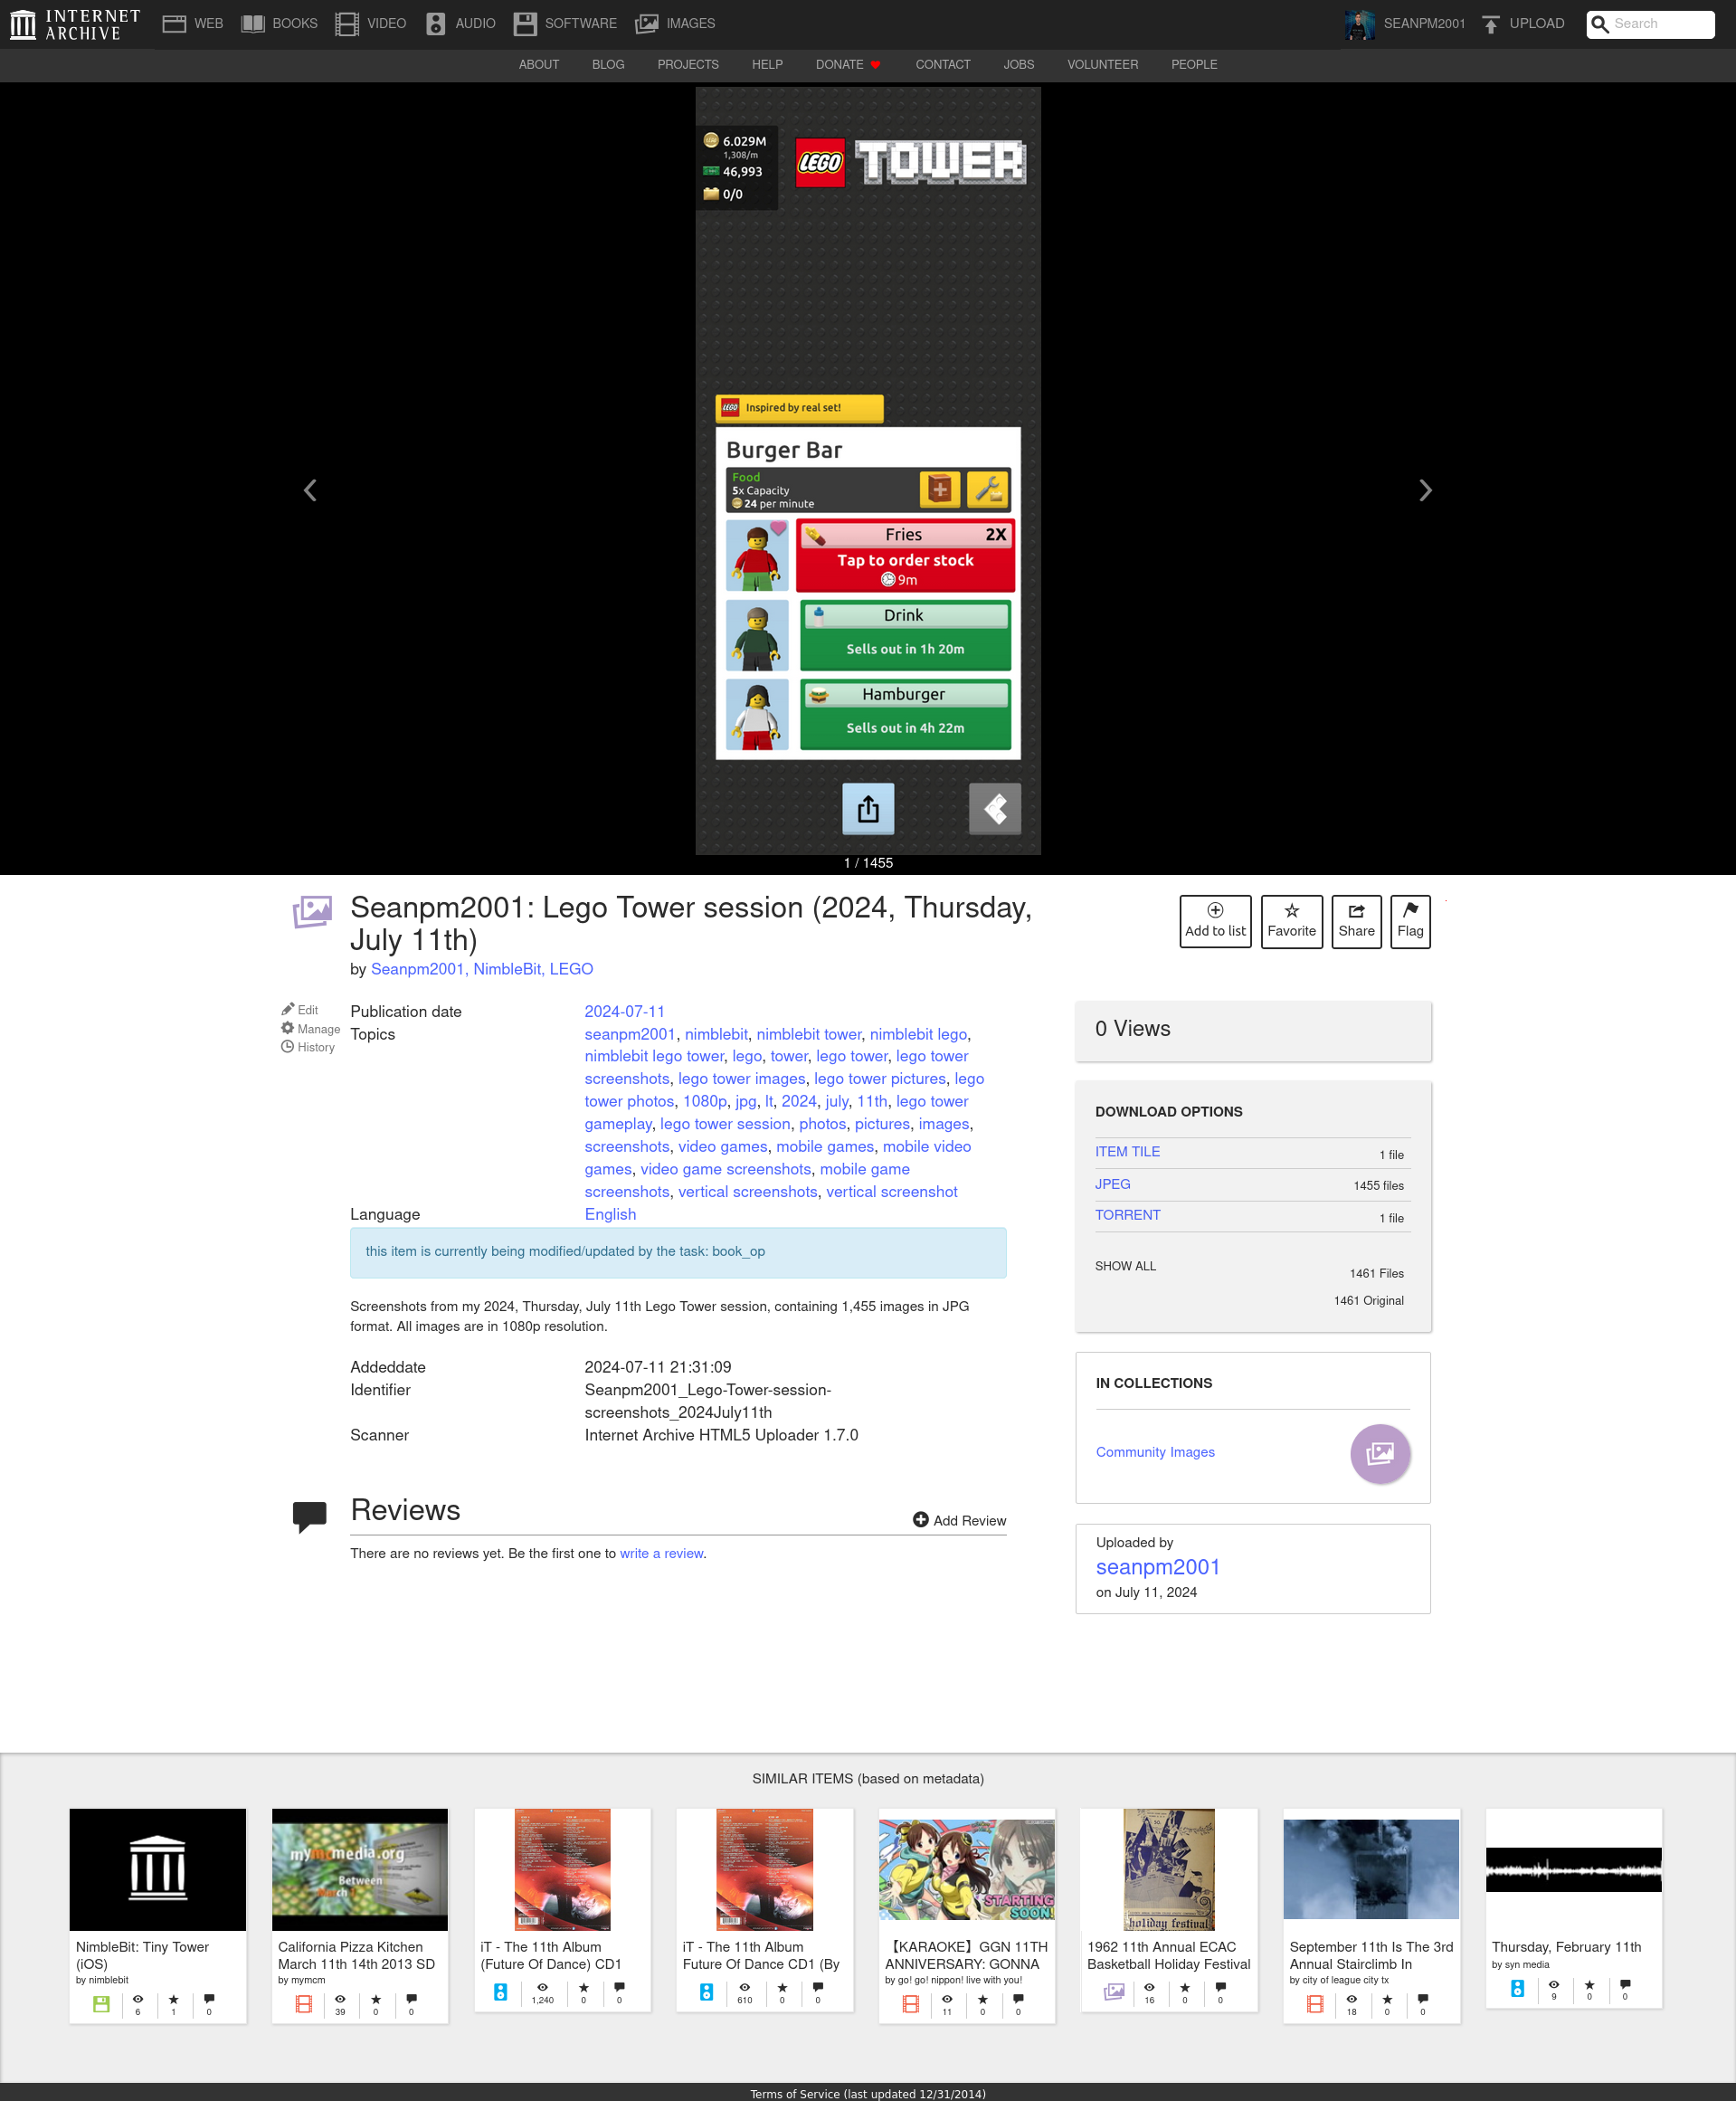 INTERNET
ARCHIVE
WEB
BOOKS
VIDEO
AUDIO
SOFTWARE
IMAGES
SEANPM2001
UPLOAD
Search
ABOUT
BLOG
PROJECTS
HELP
DONATE
CONTACT
JOBS
VOLUNTEER
PEOPLE
6.029M
1,308/m
46,993
0/0
LEGO
TOWER
LEGO
Inspired by real set!
Burger Bar
Food
5x Capacity
24 per minute
Fries
2X
Tap to order stock
9m
Drink
Sells out in 1h 20m
Hamburger
Sells out in 4h 22m
1 / 1455
Seanpm2001: Lego Tower session (2024, Thursday,
July 11th)
by Seanpm2001, NimbleBit, LEGO
Add to list
Favorite
Share
Flag
Edit
Manage
History
Publication date
2024-07-11
Topics
seanpm2001, nimblebit, nimblebit tower, nimblebit lego,
nimblebit lego tower, lego, tower, lego tower, lego tower
screenshots, lego tower images, lego tower pictures, lego
tower photos, 1080p, jpg, lt, 2024, july, 11th, lego tower
gameplay, lego tower session, photos, pictures, images,
screenshots, video games, mobile games, mobile video
games, video game screenshots, mobile game
screenshots, vertical screenshots, vertical screenshot
Language
English
this item is currently being modified/updated by the task: book_op
Screenshots from my 2024, Thursday, July 11th Lego Tower session, containing 1,455 images in JPG
format. All images are in 1080p resolution.
Addeddate
2024-07-11 21:31:09
Identifier
Seanpm2001_Lego-Tower-session-
screenshots_2024July11th
Scanner
Internet Archive HTML5 Uploader 1.7.0
Reviews
Add Review
There are no reviews yet. Be the first one to write a review.
0 Views
DOWNLOAD OPTIONS
ITEM TILE
1 file
JPEG
1455 files
TORRENT
1 file
SHOW ALL
1461 Files
1461 Original
IN COLLECTIONS
Community Images
Uploaded by
seanpm2001
on July 11, 2024
SIMILAR ITEMS (based on metadata)
NimbleBit: Tiny Tower
(iOS)
by nimblebit
6
1
0
mymcmedia.org
Between
March
California Pizza Kitchen
March 11th 14th 2013 SD
by mymcm
39
0
0
iT - The 11th Album
(Future Of Dance) CD1
1,240
0
0
iT - The 11th Album
Future Of Dance CD1 (By
610
0
0
STARTING
SOON!
【KARAOKE】GGN 11TH
ANNIVERSARY: GONNA
by go! go! nippon! live with you!
11
0
0
holiday festival
1962 11th Annual ECAC
Basketball Holiday Festival
16
0
0
September 11th Is The 3rd
Annual Stairclimb In
by city of league city tx
18
0
0
Thursday, February 11th
by syn media
9
0
0
Terms of Service (last updated 12/31/2014)